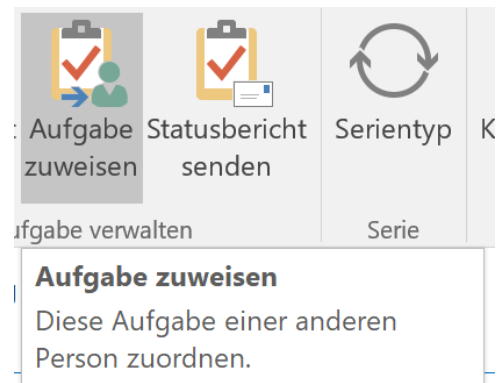 Aufgabe Statusbericht Serientyp K
zuweisen senden
ufgabe verwalten Serie
Aufgabe zuweisen
Diese Aufgabe einer anderen
Person zuordnen.